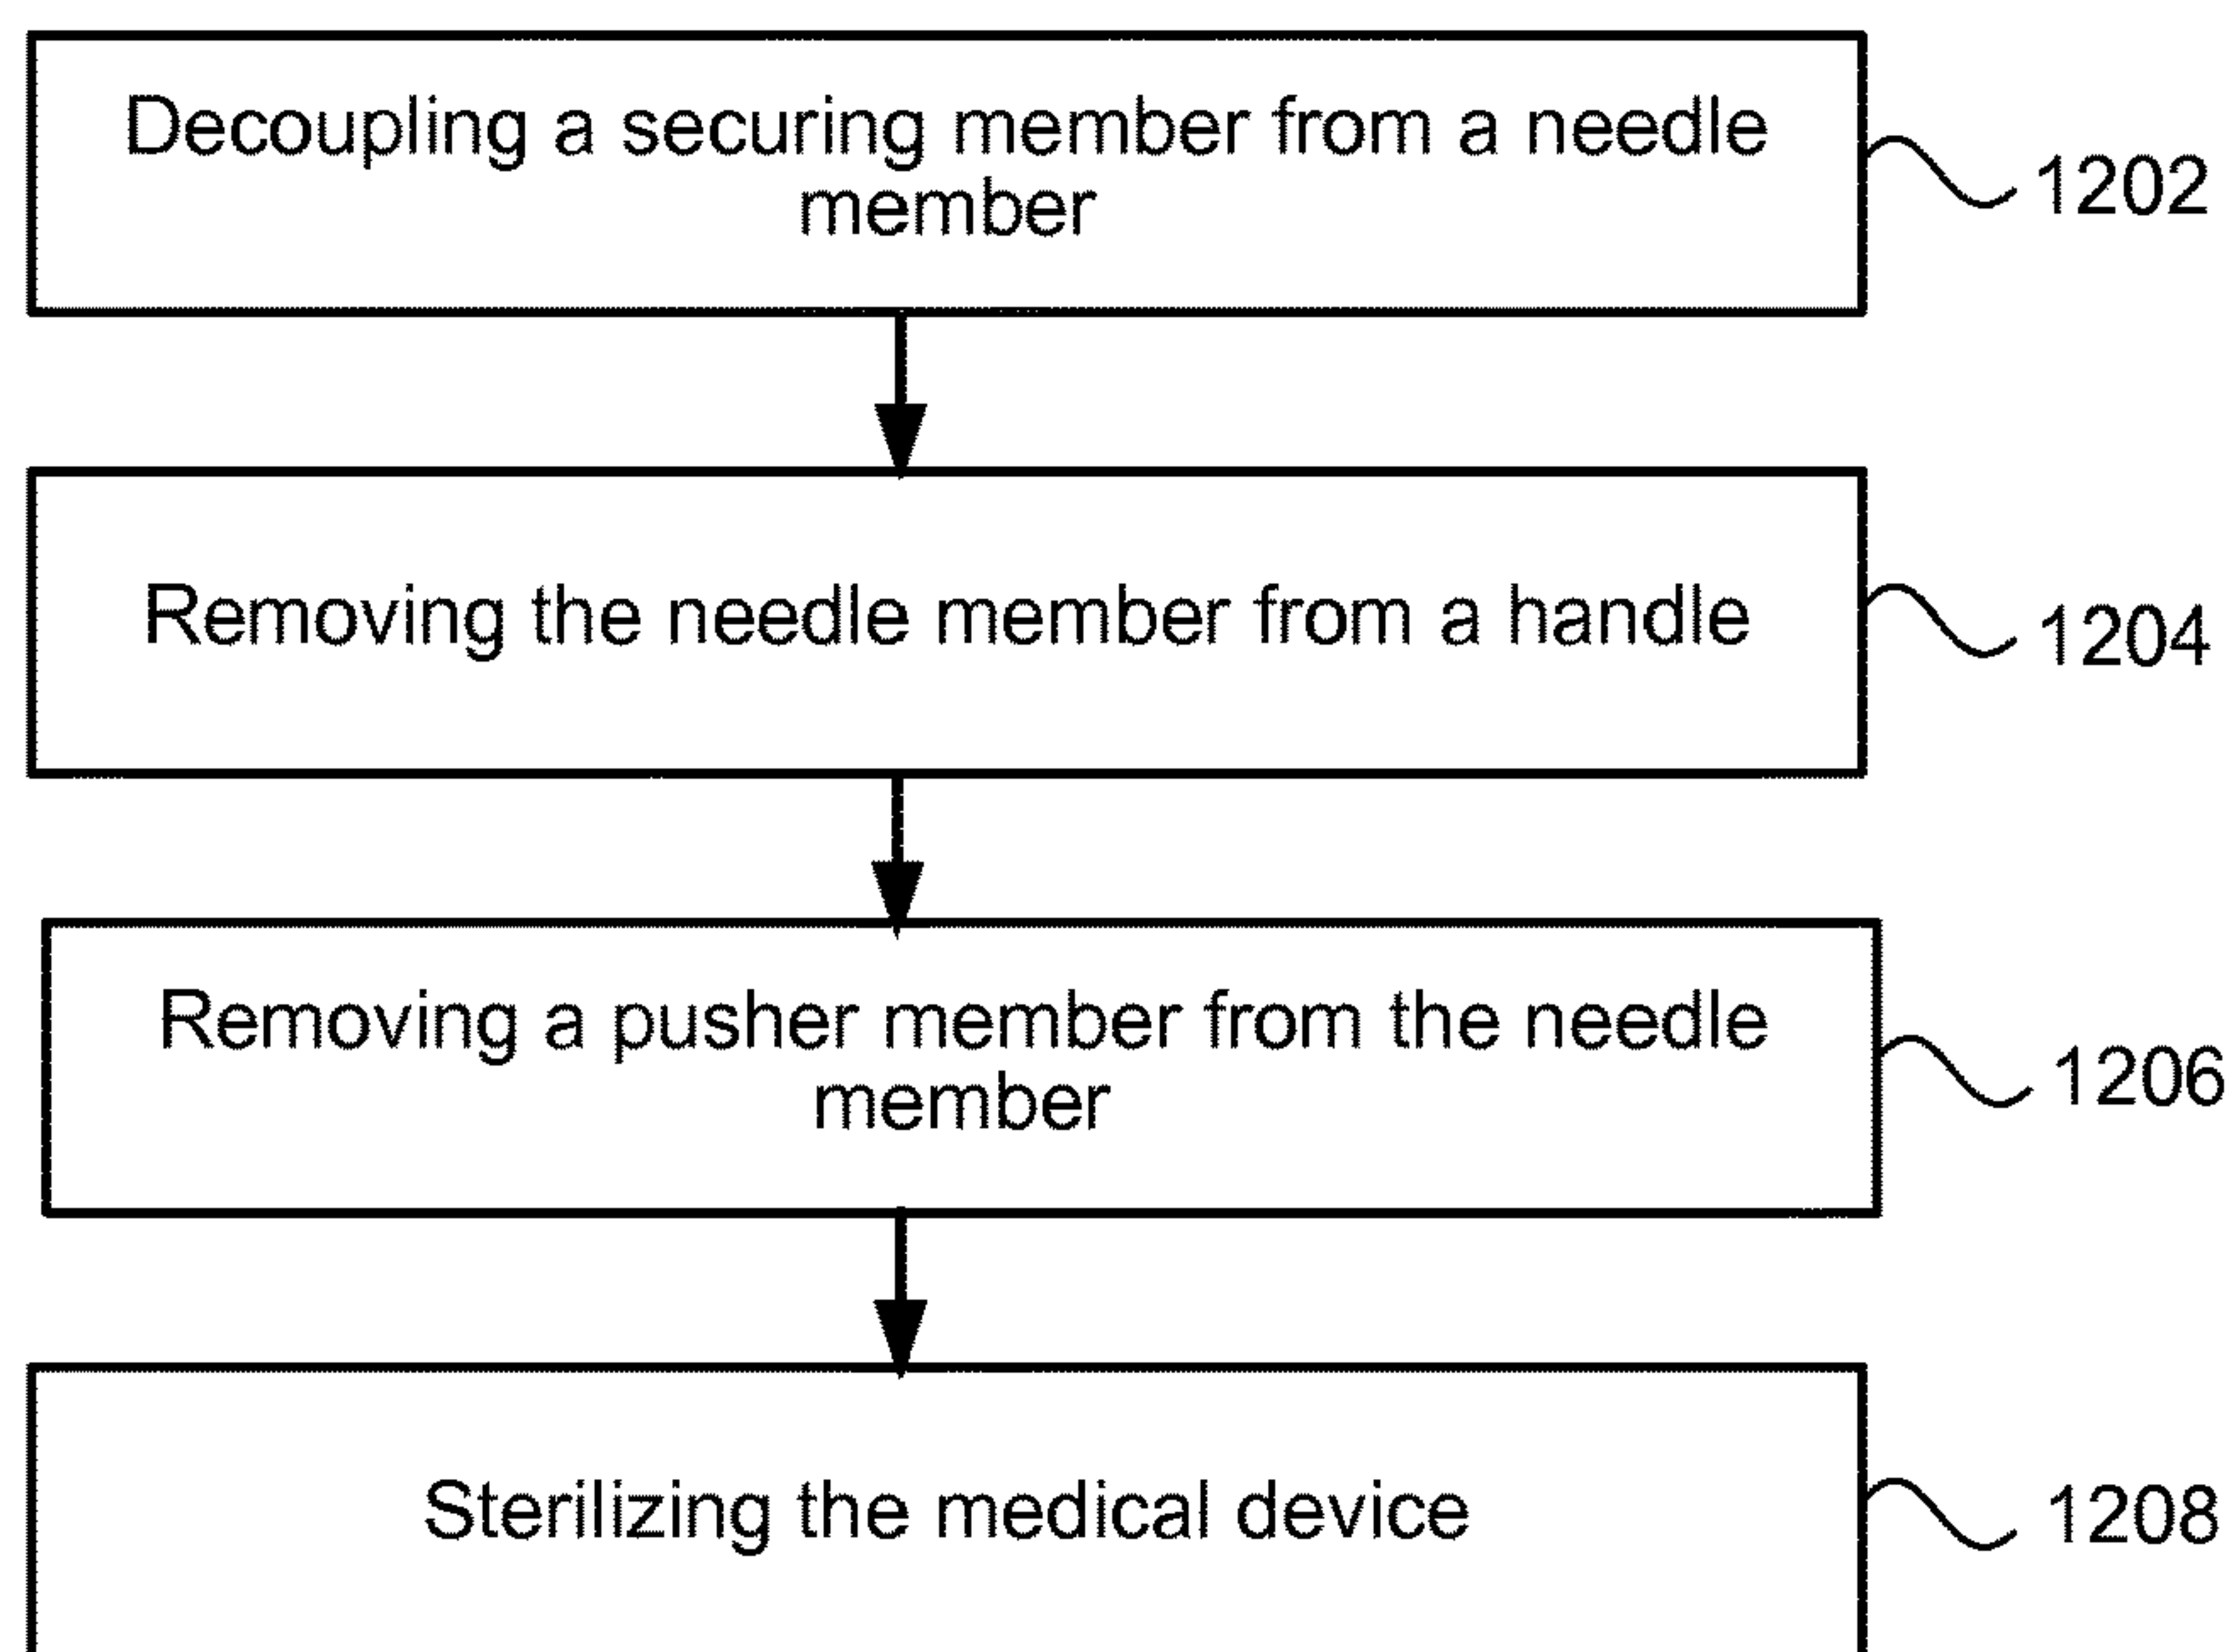 Decoupling a securing member from a needle
member
1202
Removing the needle member from a handle
1204
Removing a pusher member from the needle
member
1206
Sterilizing the medical device
1208